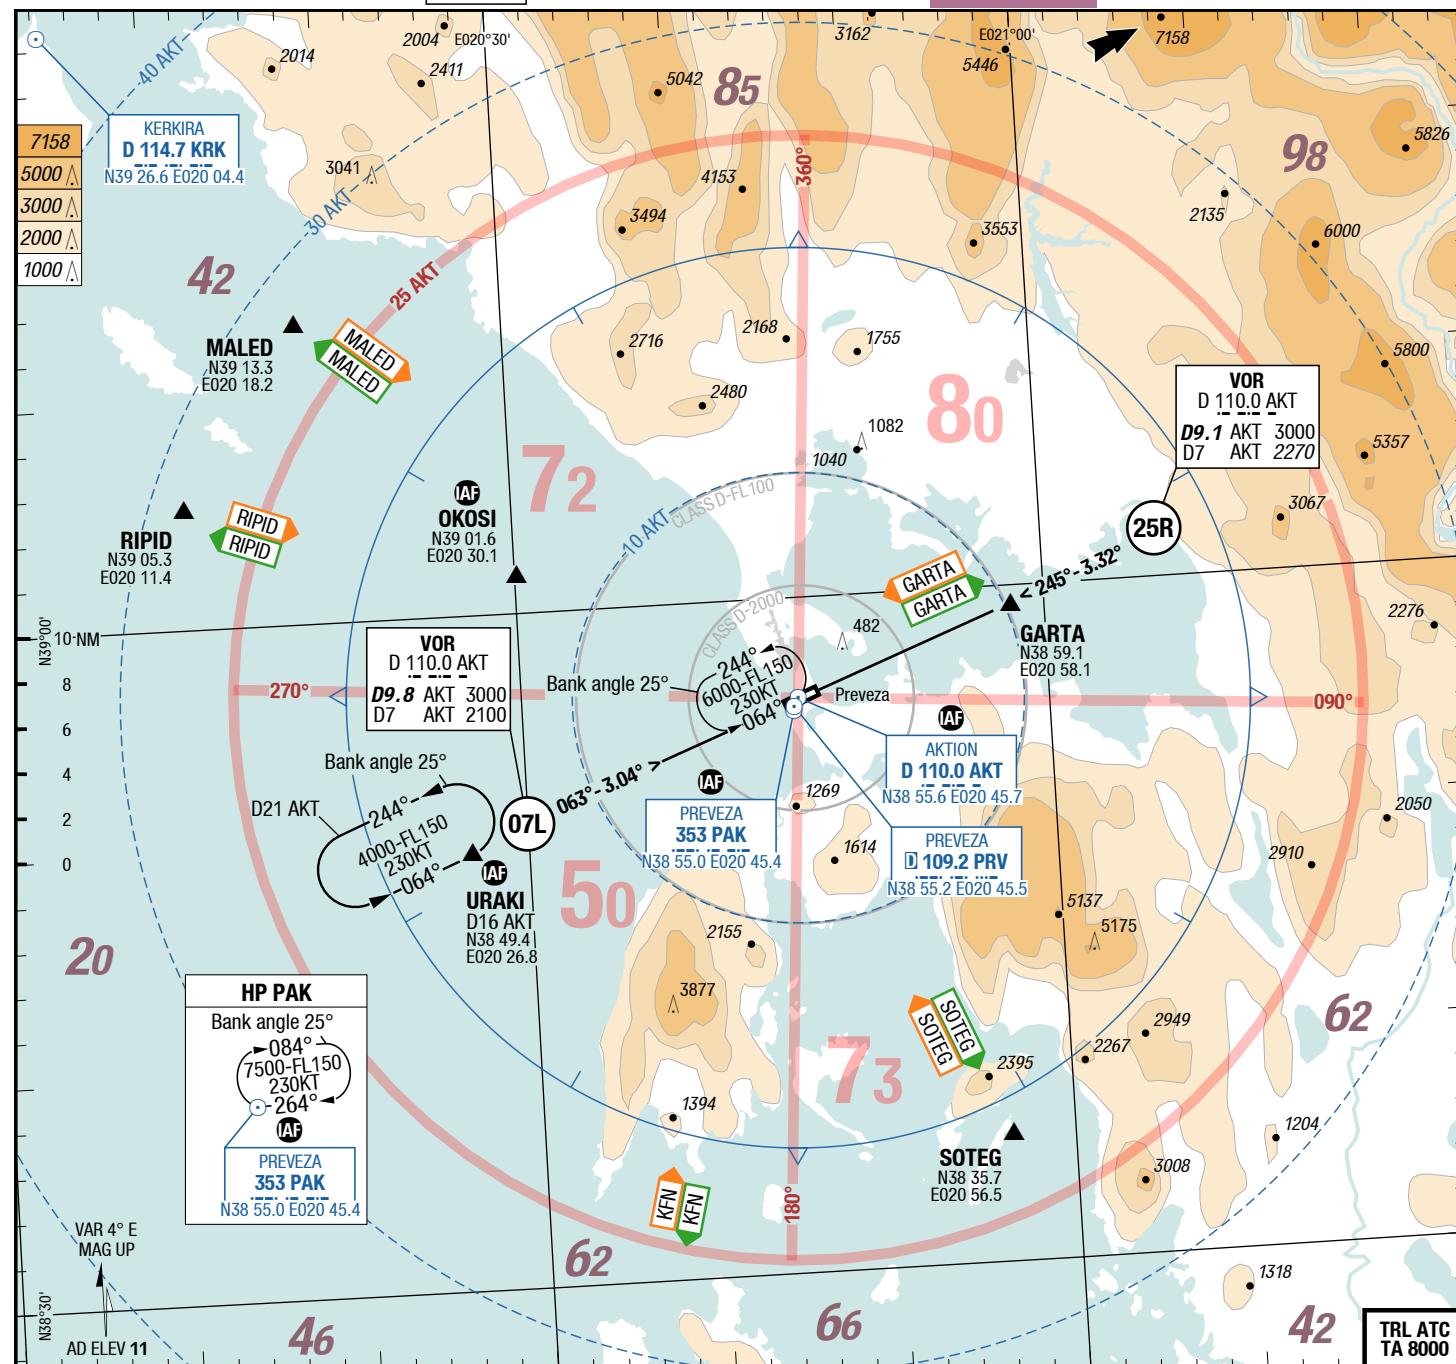 2014
2004
E020°30'
2411
40 AKT
5042
85
3162
5446
E021°00'
7158
5826
98
KERKIRA
D 114.7 KRK
N39 26.6 E020 04.4
7158
5000
3000
2000
1000
3041
30 AKT
4153
360°
3494
3553
2135
6000
42
25 AKT
MALED
N39 13.3
E020 18.2
MALED
MALED
2716
2168
1755
2480
80
1082
1040
5800
VOR
D 110.0 AKT
D9.1 AKT 3000
D7 AKT 2270
5357
3067
25R
72
IAF
OKOSI
N39 01.6
E020 30.1
CLASS D-FL100
10 AKT
RIPID
N39 05.3
E020 11.4
RIPID
RIPID
GARTA
GARTA
< 245°- 3.32°
GARTA
N38 59.1
E020 58.1
2276
CLASS D-2000
482
N39°00'
10 NM
8
6
4
2
0
VOR
D 110.0 AKT
D9.8 AKT 3000
D7 AKT 2100
270°
Bank angle 25°
244°
6000-FL150
230KT
064°
Preveza
090°
IAF
AKTION
D 110.0 AKT
N38 55.6 E020 45.7
Bank angle 25°
D21 AKT
244°
4000-FL150
230KT
064°
07L
063°- 3.04° >
IAF
PREVEZA
353 PAK
N38 55.0 E020 45.4
1269
1614
PREVEZA
D 109.2 PRV
N38 55.2 E020 45.5
2050
2910
IAF
URAKI
D16 AKT
N38 49.4
E020 26.8
50
20
2155
5137
5175
3877
HP PAK
Bank angle 25°
084°
7500-FL150
230KT
264°
IAF
PREVEZA
353 PAK
N38 55.0 E020 45.4
SOTEG
SOTEG
73
2395
2267
2949
62
1394
SOTEG
N38 35.7
E020 56.5
1204
3008
KFN
KFN
180°
VAR 4° E
MAG UP
62
1318
N38°30'
AD ELEV 11
46
66
42
TRL ATC
TA 8000